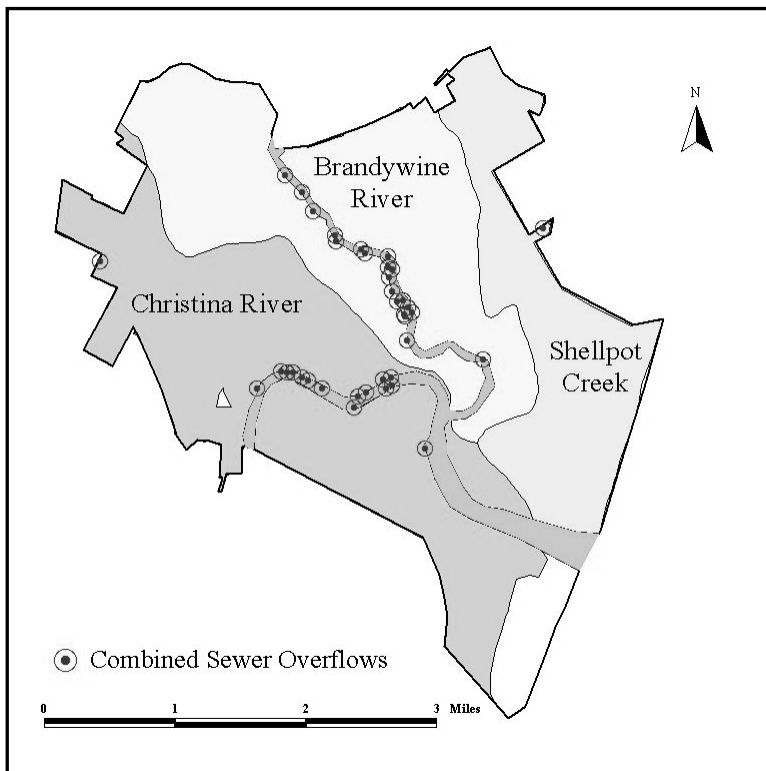 N
Brandywine
River
Christina River
Shellpot
Creek
Combined Sewer Overflows
0 1 2 3 Miles